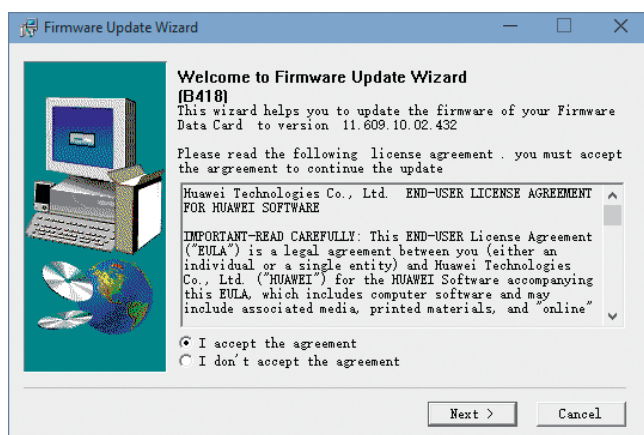 Firmware Update Wizard
Welcome to Firmware Update Wizard
(B418)
This wizard helps you to update the firmware of your Firmware
Data Card to version 11.609.10.02.432
Please read the following license agreement . you must accept
the argreement to continue the update
Huawei Technologies Co., Ltd. END-USER LICENSE AGREEMENT
FOR HUAWEI SOFTWARE
IMPORTANT-READ CAREFULLY: This END-USER License Agreement
("EULA") is a legal agreement between you (either an
individual or a single entity) and Huawei Technologies
Co., Ltd. ("HUAWEI") for the HUAWEI Software accompanying
this EULA, which includes computer software and may
include associated media, printed materials, and "online"
I accept the agreement
I don't accept the agreement
Next >
Cancel